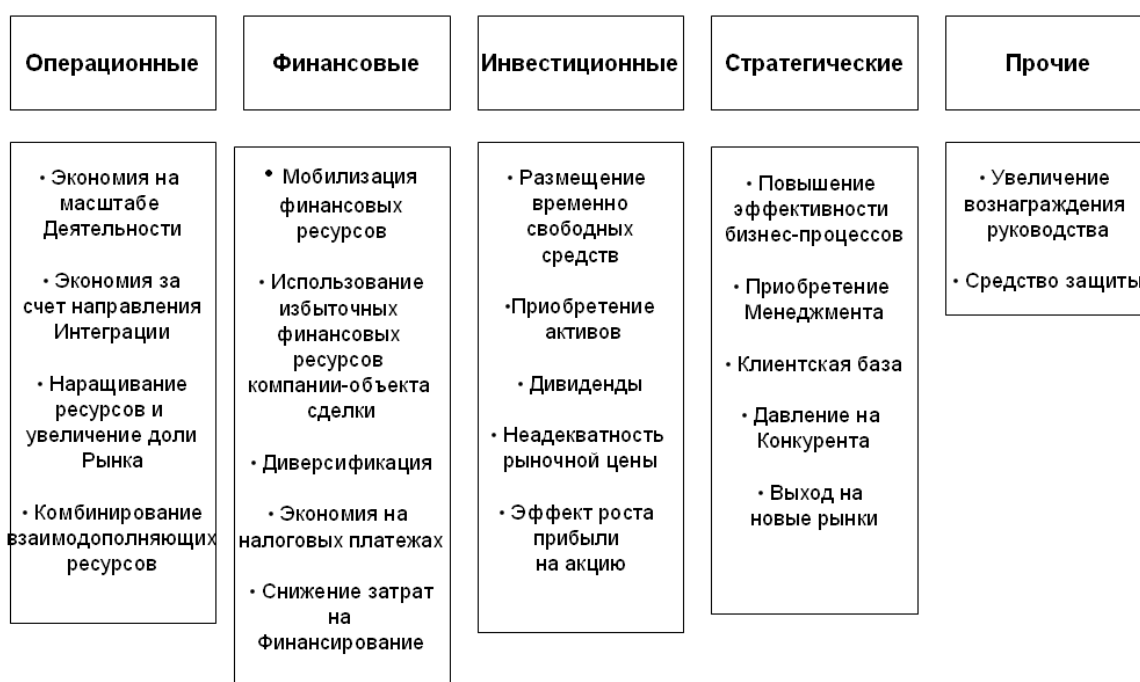 Операционные
Финансовые
Инвестиционные
Стратегические
Прочие
• Экономия на
масштабе
Деятельности
• Экономия за
счет направления
Интеграции
• Наращивание
ресурсов и
увеличение доли
Рынка
• Комбинирование
взаимодополняющих
ресурсов
• Мобилизация
финансовых
ресурсов
• Использование
избыточных
финансовых
ресурсов
компании-объекта
сделки
• Диверсификация
• Экономия на
налоговых платежах
• Снижение затрат
на
Финансирование
• Размещение
временно
свободных
средств
•Приобретение
активов
• Дивиденды
• Неадекватность
рыночной цены
• Эффект роста
прибыли
на акцию
• Повышение
эффективности
бизнес-процессов
• Приобретение
Менеджмента
• Клиентская база
• Давление на
Конкурента
• Выход на
новые рынки
• Увеличение
вознаграждения
руководства
• Средство защиты